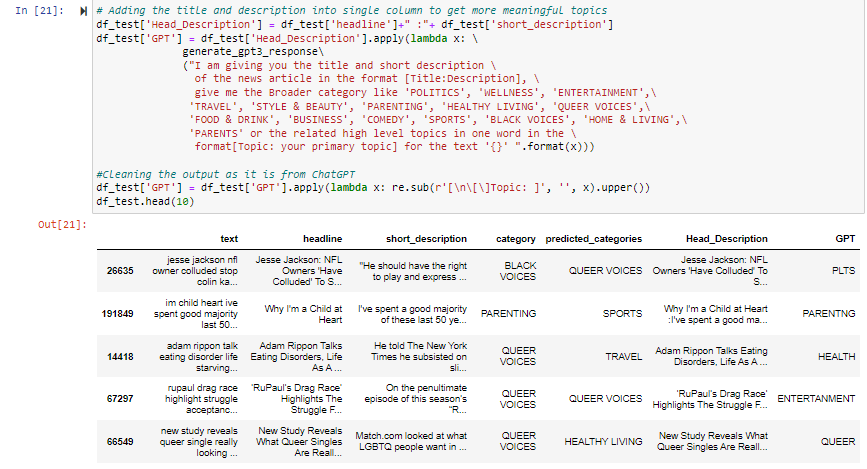 In [21]:
# Adding the title and description into single column to get more meaningful topics
df_test['Head_Description'] = df_test['headline']+" :"+ df_test['short_description']
df_test['GPT'] = df_test['Head_Description'].apply(lambda x: \
generate_gpt3_response\
("I am giving you the title and short description \
of the news article in the format [Title:Description], \
give me the Broader category like 'POLITICS', 'WELLNESS', 'ENTERTAINMENT',\
'TRAVEL', 'STYLE & BEAUTY', 'PARENTING', 'HEALTHY LIVING', 'QUEER VOICES',\
'FOOD & DRINK', 'BUSINESS', 'COMEDY', 'SPORTS', 'BLACK VOICES', 'HOME & LIVING',\
'PARENTS' or the related high level topics in one word in the \
format[Topic: your primary topic] for the text '{}' ".format(x)))
#Cleaning the output as it is from ChatGPT
df_test['GPT'] = df_test['GPT'].apply(lambda x: re.sub(r'[\n\[\]Topic: ]', '', x).upper())
df_test.head(10)
Out[21]:
text headline short_description category predicted_categories Head_Description GPT
26635
jesse jackson nfl
owner colluded stop
colin ka...
Jesse Jackson: NFL
Owners 'Have
Colluded' To S...
"He should have the right
to play and express ...
BLACK
VOICES
QUEER VOICES
Jesse Jackson: NFL
Owners 'Have Colluded' To
S...
PLTS
191849
im child heart ive
spent good majority
last 50...
Why I'm a Child at
Heart
I've spent a good majority
of these last 50 ye...
PARENTING
SPORTS
Why I'm a Child at Heart
:I've spent a good ma...
PARENTNG
14418
adam rippon talk
eating disorder life
starving...
Adam Rippon Talks
Eating Disorders, Life
As A ...
He told The New York
Times he subsisted on
sli...
QUEER
VOICES
TRAVEL
Adam Rippon Talks Eating
Disorders, Life As A ...
HEALTH
67297
rupaul drag race
highlight struggle
acceptanc...
'RuPaul's Drag Race'
Highlights The
Struggle F...
On the penultimate
episode of this season's
"R...
QUEER
VOICES
QUEER VOICES
'RuPaul's Drag Race'
Highlights The Struggle F...
ENTERTANMENT
66549
new study reveals
queer single really
looking ...
New Study Reveals
What Queer Singles
Are Reall...
Match.com looked at what
LGBTQ people want in ...
QUEER
VOICES
HEALTHY LIVING
New Study Reveals What
Queer Singles Are Reall...
QUEER